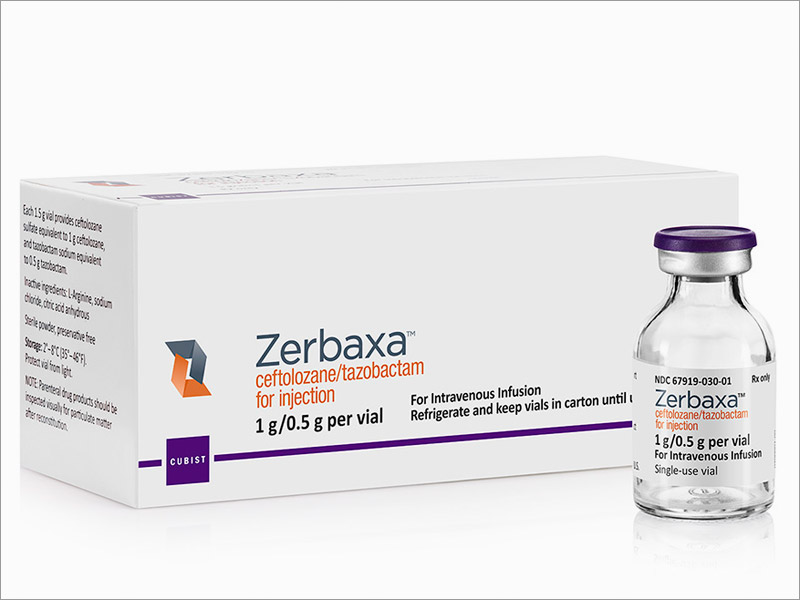 Zerbaxa
Each 1.5 g vial provides ceftolozane
sulfate equivalent to 1 g ceftolozane,
and tazobactam sodium equivalent
to 0.5 g tazobactam.
Inactive ingredients: L-Arginine, sodium
chloride, citric acid anhydrous
Sterile powder, preservative free
Storage: 2°–8°C (35°–46°F).
Protect vial from light.
NOTE: Parenteral drug products should be
inspected visually for particulate matter
after reconstitution.
Zerbaxa™
ceftolozane/tazobactam
for injection
1 g/0.5 g per vial
For Intravenous Infusion
Refrigerate and keep vials in carton until
CUBIST
NDC 67919-030-01
Rx only
Zerbaxa™
ceftolozane/tazobactam
for injection
1 g/0.5 g per vial
For Intravenous Infusion
Single-use vial
U.S.